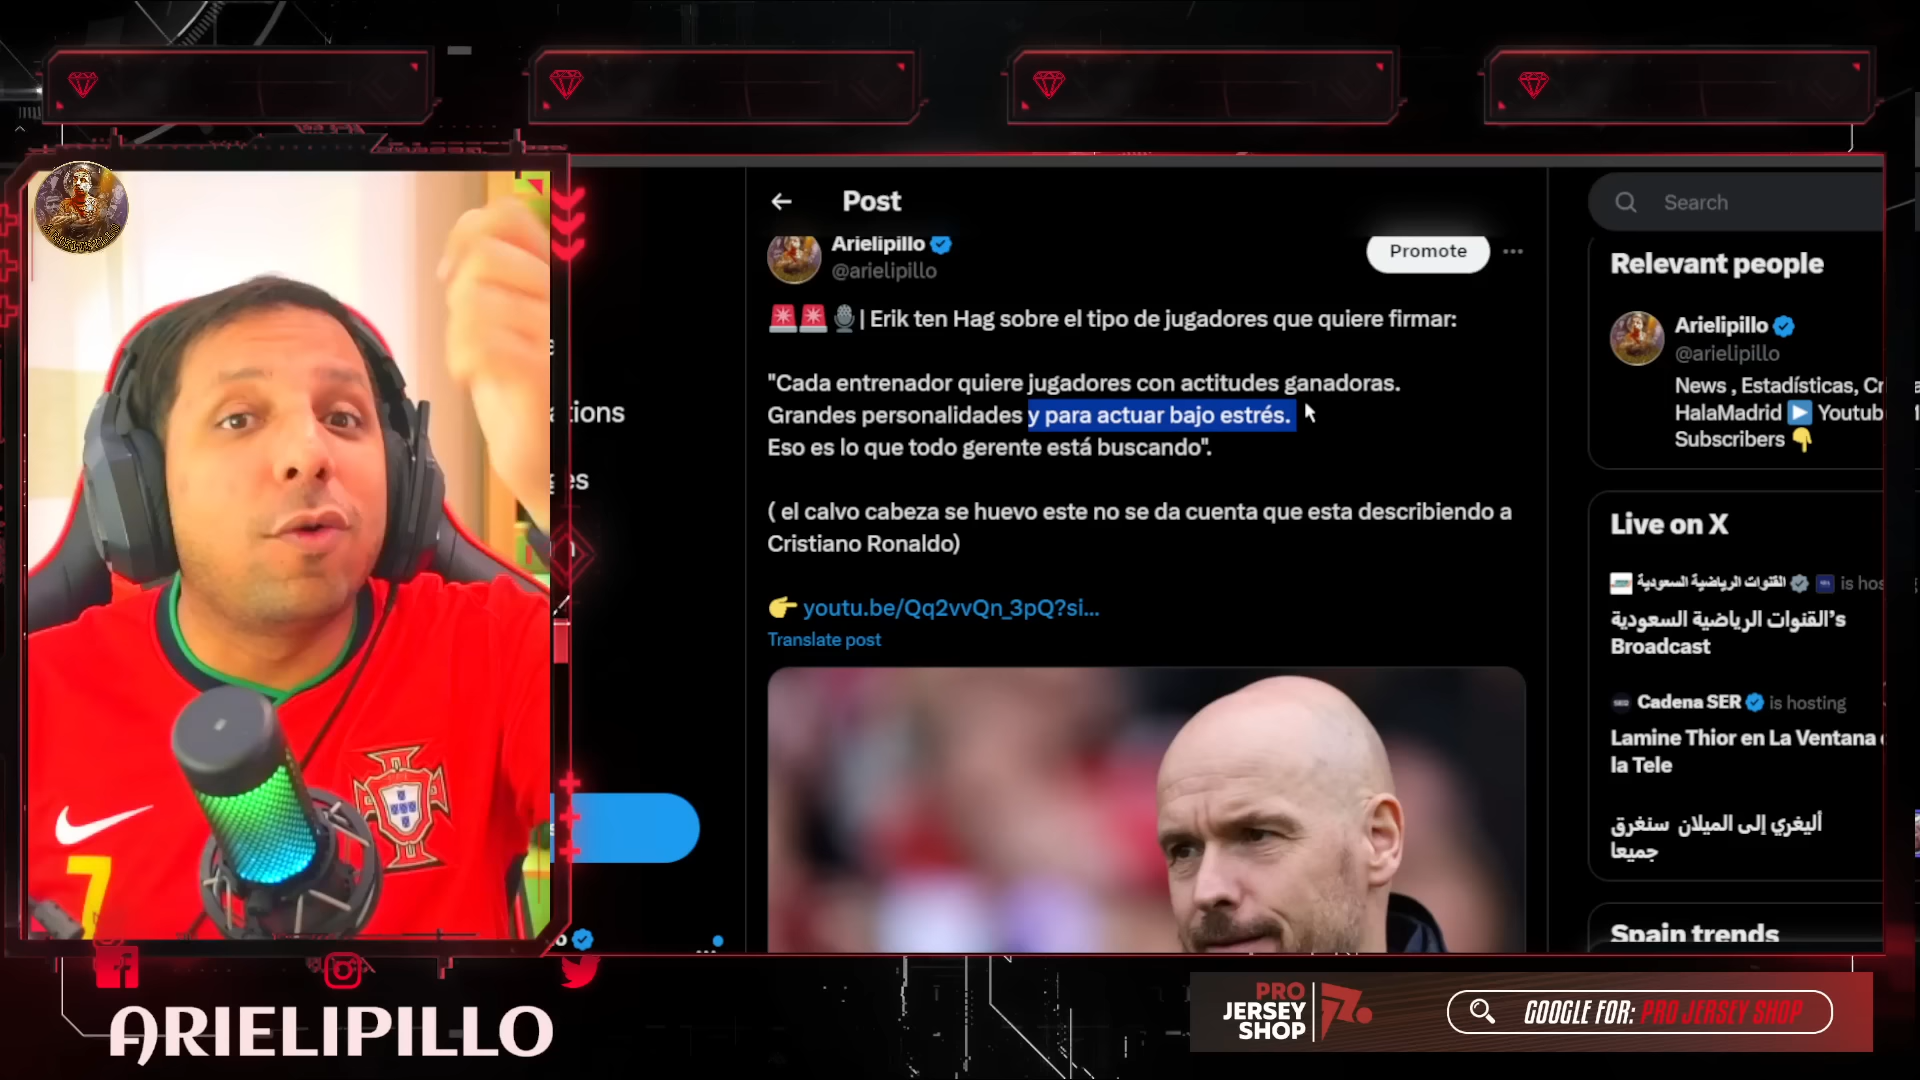 Post
Search
Arielipillo
@arielipillo
Promote
| Erik ten Hag sobre el tipo de jugadores que quiere firmar:
"Cada entrenador quiere jugadores con actitudes ganadoras.
Grandes personalidades y para actuar bajo estrés.
Eso es lo que todo gerente está buscando".
( el calvo cabeza se huevo este no se da cuenta que esta describiendo a
Cristiano Ronaldo)
youtu.be/Qq2vvQn_3pQ?si...
Translate post
Relevant people
Arielipillo
@arielipillo
News , Estadísticas,
HalaMadrid Youtub
Subscribers
Live on X
القنوات الرياضية السعودية is hos
القنوات الرياضية السعودية's
Broadcast
Cadena SER is hosting
Lamine Thior en La Ventana
la Tele
أليغري إلى الميلان سنغرق
جميعا
Spain trends
tions
es
7
ARIELIPILLO
PRO
JERSEY
SHOP
GOOGLE FOR: PRO JERSEY SHOP